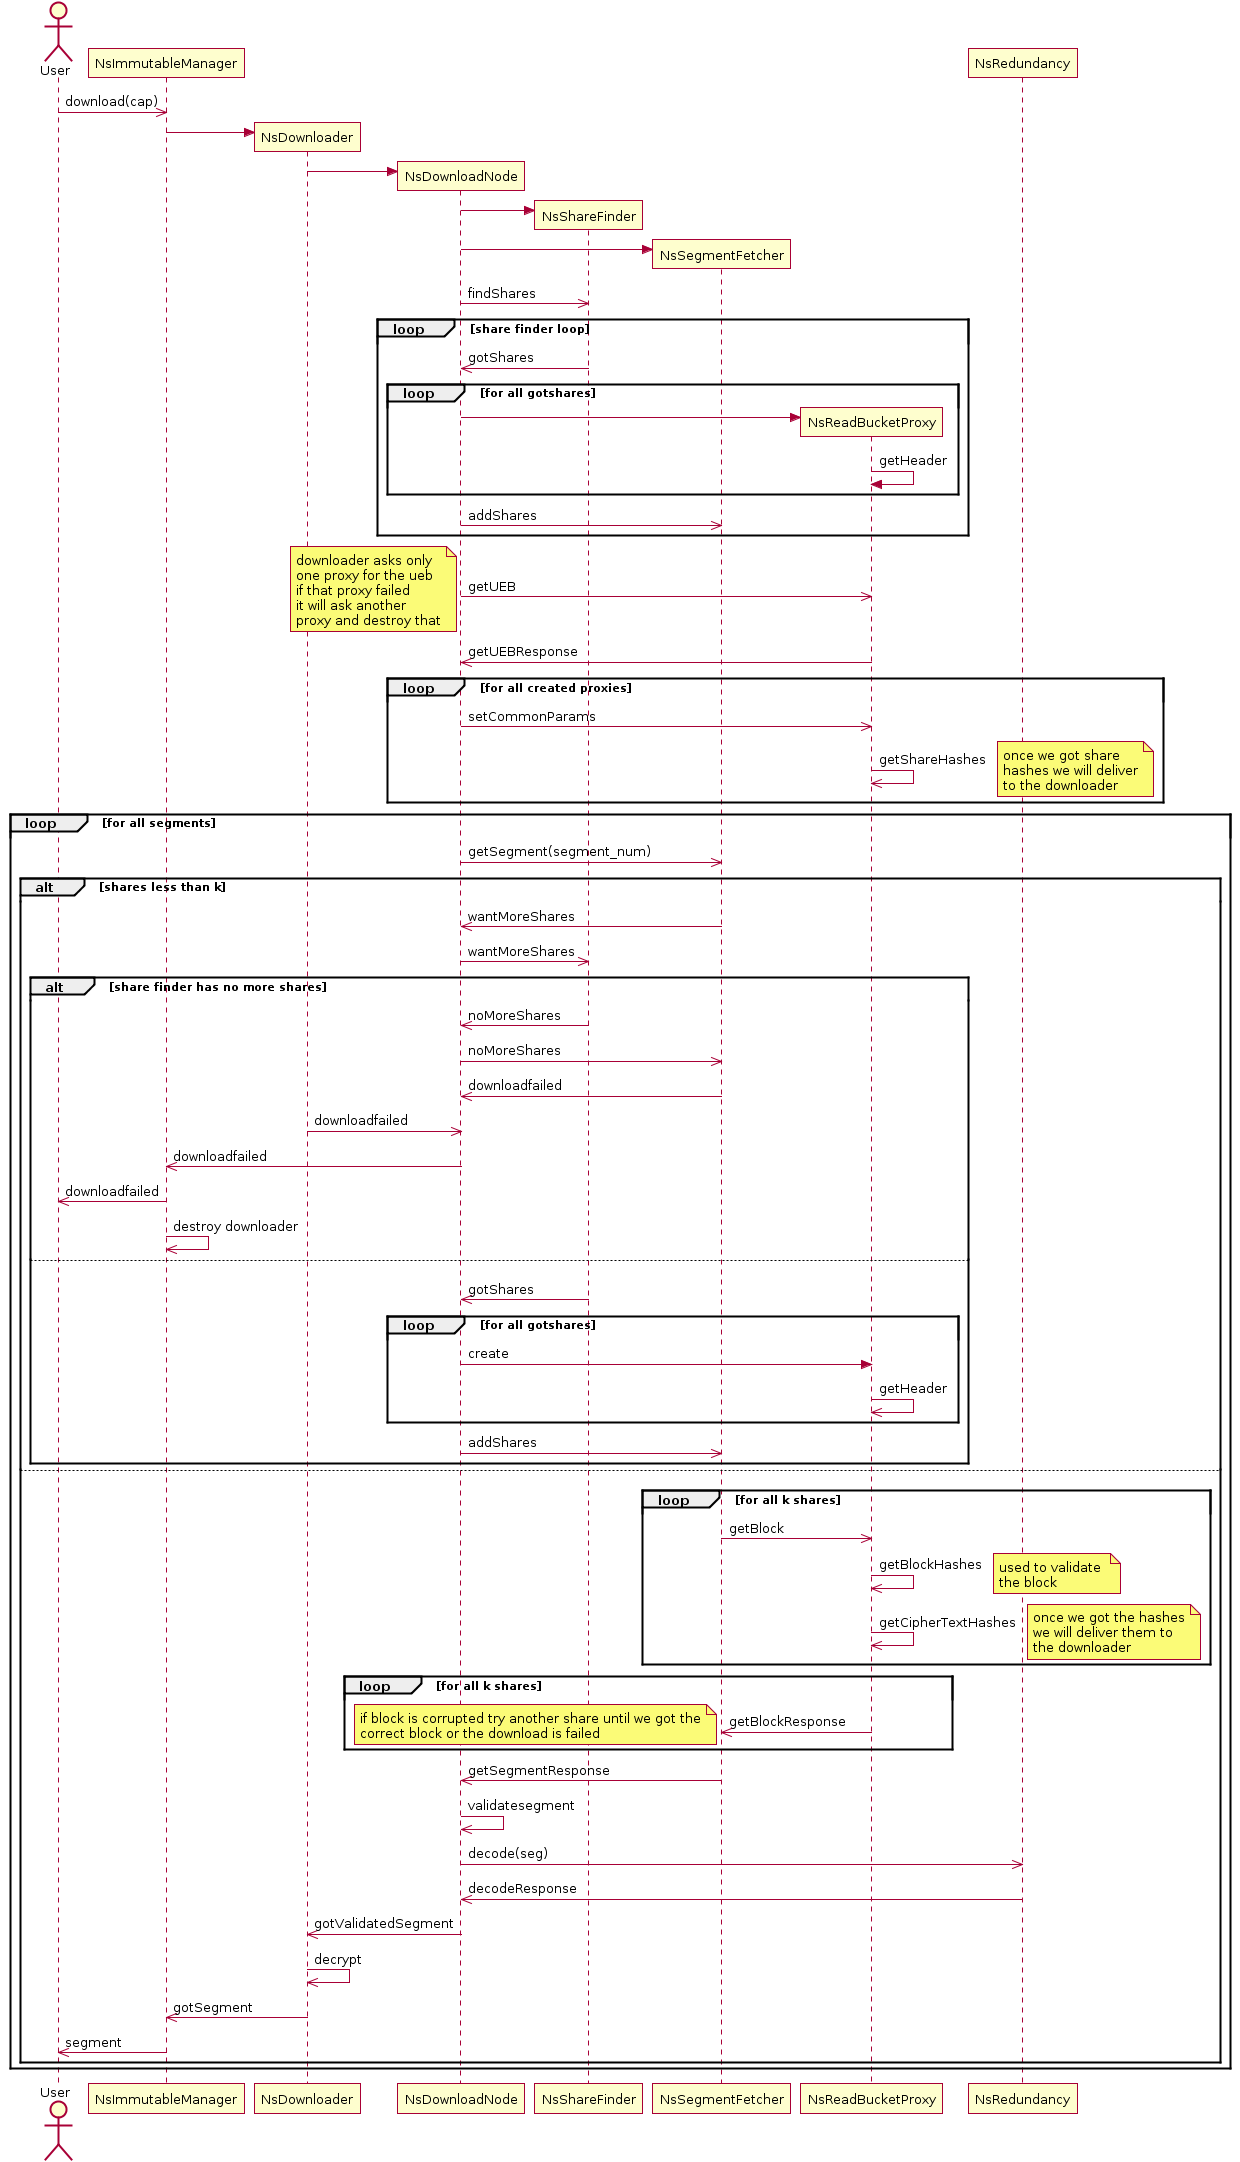 User
NsImmutableManager
NsRedundancy
download(cap)
NsDownloader
NsDownloadNode
NsShareFinder
NsSegmentFetcher
findShares
loop
[share finder loop]
gotShares
loop
[for all gotshares]
NsReadBucketProxy
getHeader
addShares
downloader asks only
one proxy for the ueb
if that proxy failed
it will ask another
proxy and destroy that
getUEB
getUEBResponse
loop
[for all created proxies]
setCommonParams
getShareHashes
once we got share
hashes we will deliver
to the downloader
loop
[for all segments]
getSegment(segment_num)
alt
[shares less than k]
wantMoreShares
wantMoreShares
alt
[share finder has no more shares]
noMoreShares
noMoreShares
downloadfailed
downloadfailed
downloadfailed
downloadfailed
destroy downloader
gotShares
loop
[for all gotshares]
create
getHeader
addShares
loop
[for all k shares]
getBlock
getBlockHashes
used to validate
the block
getCipherTextHashes
once we got the hashes
we will deliver them to
the downloader
loop
[for all k shares]
if block is corrupted try another share until we got the
correct block or the download is failed
getBlockResponse
getSegmentResponse
validatesegment
decode(seg)
decodeResponse
gotValidatedSegment
decrypt
gotSegment
segment
User
NsImmutableManager
NsDownloader
NsDownloadNode
NsShareFinder
NsSegmentFetcher
NsReadBucketProxy
NsRedundancy